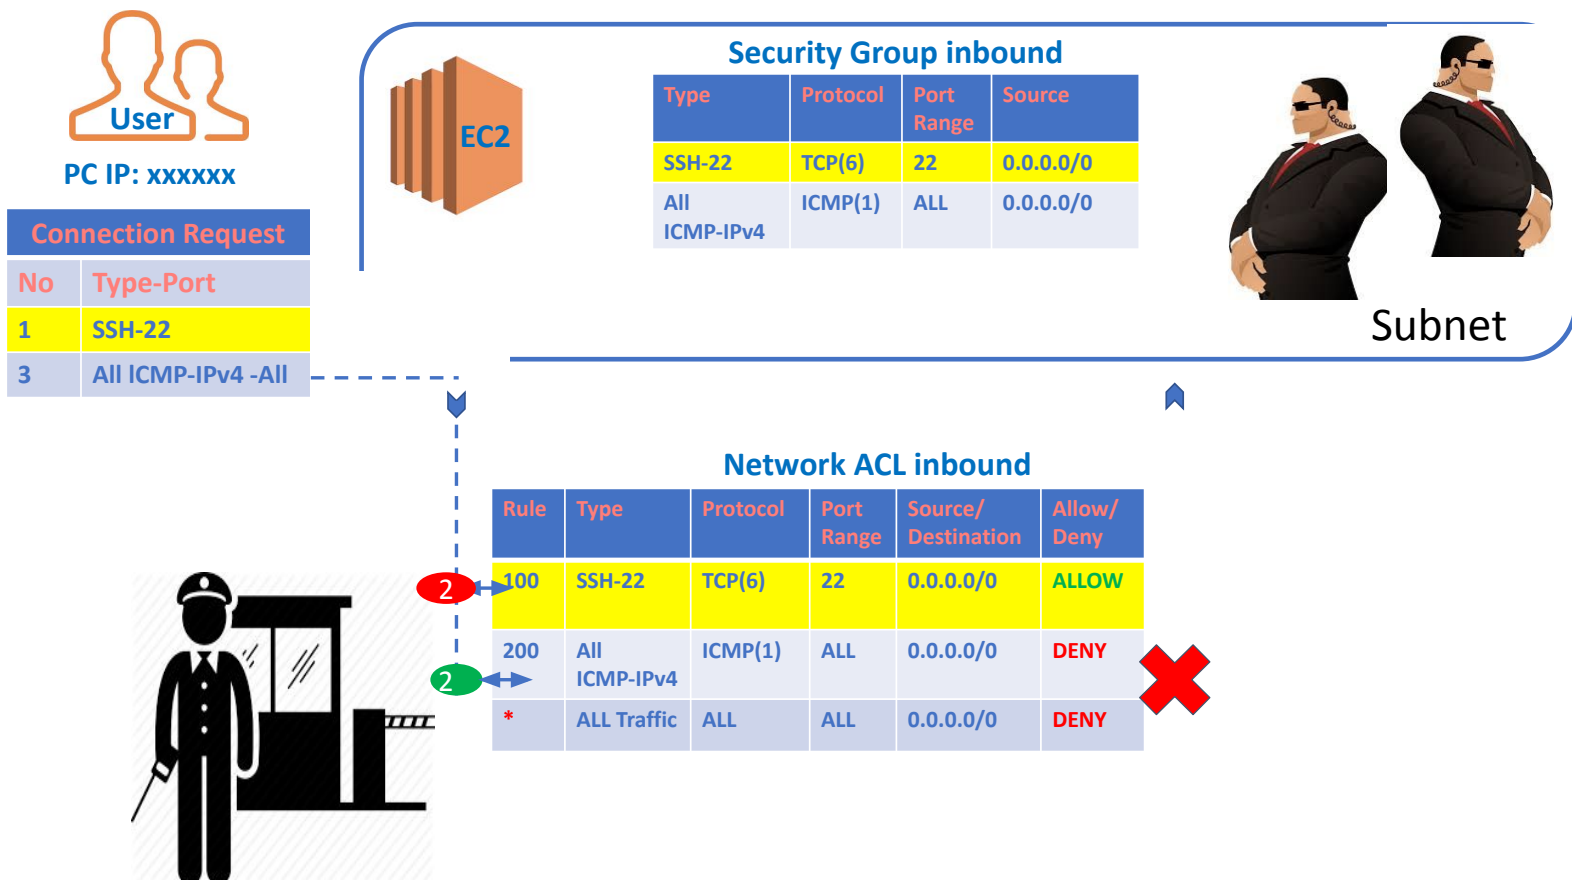 User
PC IP: xxxxxx
Connection Request
No Type-Port
1 SSH-22
3 All lCMP-IPv4 -All
EC2
Security Group inbound
Type Protocol Port Range Source
SSH-22 TCP(6) 22 0.0.0.0/0
All ICMP-IPv4 ICMP(1) ALL 0.0.0.0/0
Subnet
Network ACL inbound
Rule Type Protocol Port Range Source/ Destination Allow/ Deny
2 100 SSH-22 TCP(6) 22 0.0.0.0/0 ALLOW
2 200 All ICMP-IPv4 ICMP(1) ALL 0.0.0.0/0 DENY
* ALL Traffic ALL ALL 0.0.0.0/0 DENY